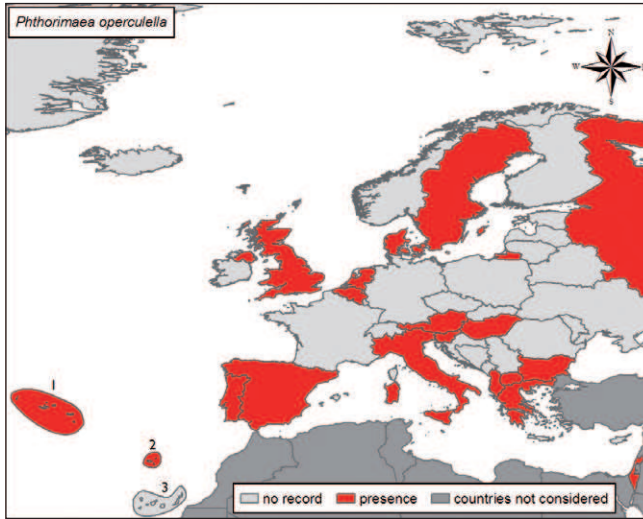 Phthorimaea operculella
N
W
S
1
2
3
no record presence countries not considered